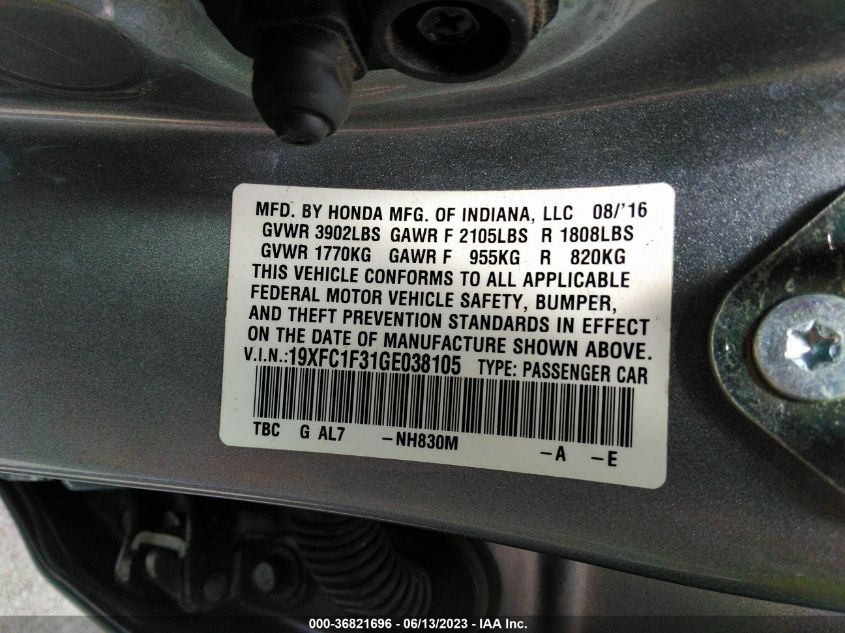 MFD. BY HONDA MFG. OF INDIANA, LLC 08/'16
GVWR 3902LBS GAWR F 2105LBS R 1808LBS
GVWR 1770KG GAWR F 955KG R 820KG
THIS VEHICLE CONFORMS TO ALL APPLICABLE
FEDERAL MOTOR VEHICLE SAFETY, BUMPER,
AND THEFT PREVENTION STANDARDS IN EFFECT
ON THE DATE OF MANUFACTURE SHOWN ABOVE.
V.I.N.:19XFC1F31GE038105 TYPE: PASSENGER CAR
TBC G AL7 -NH830M -A -E
000-36821696 - 06/13/2023 - IAA Inc.